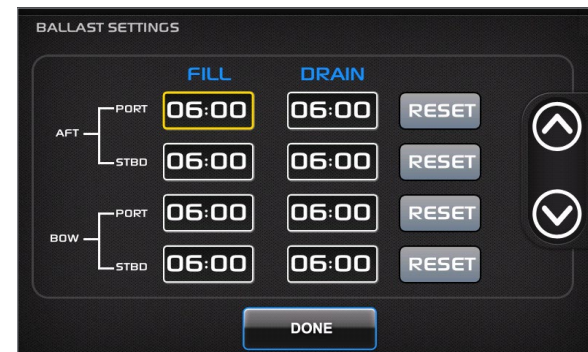 BALLAST SETTINGS
FILL DRAIN
AFT PORT 06:00 06:00 RESET
STBD 06:00 06:00 RESET
BOW PORT 06:00 06:00 RESET
STBD 06:00 06:00 RESET
DONE